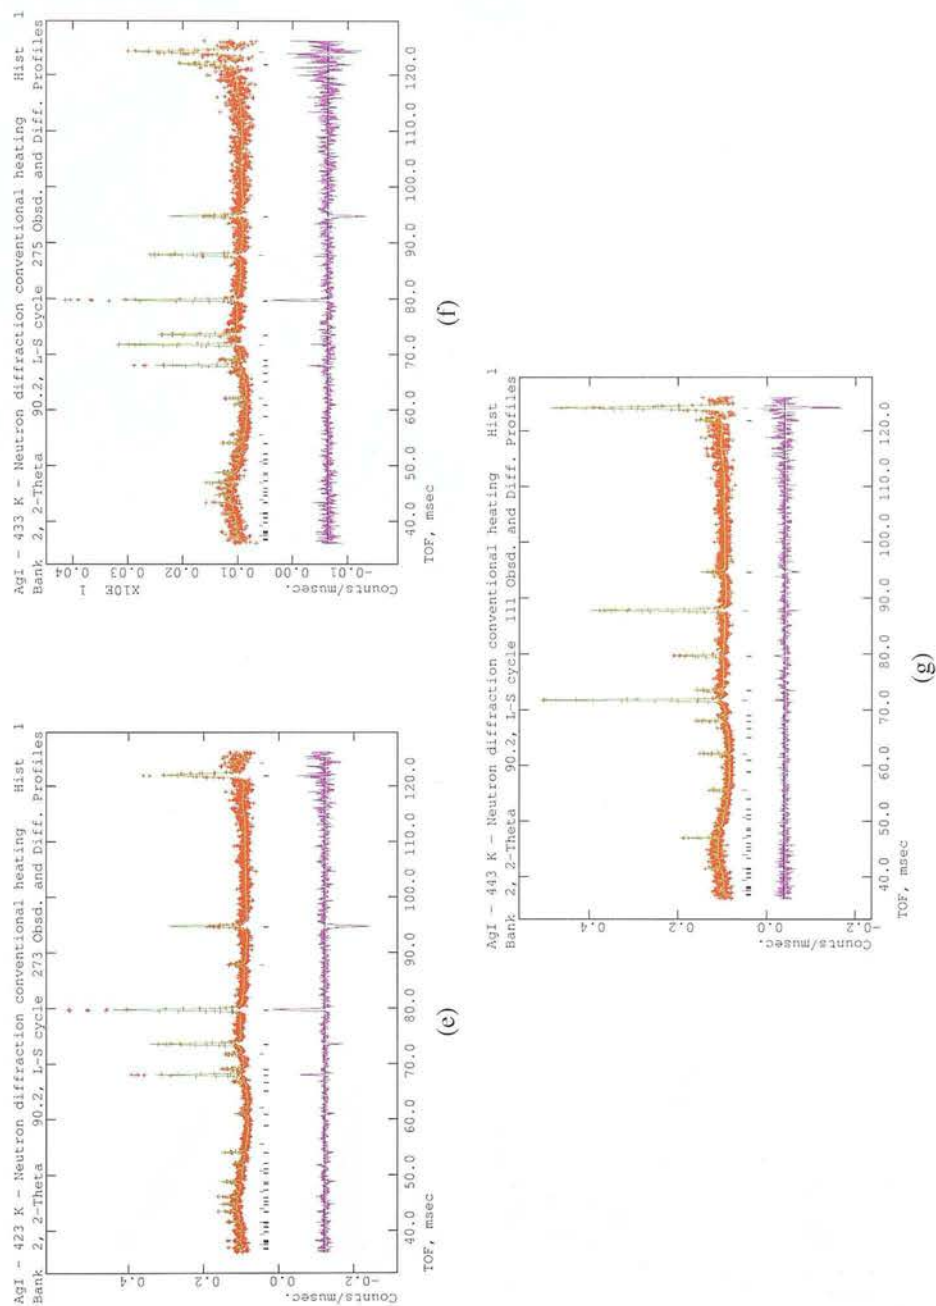 AgI - 423 K - Neutron diffraction conventional heating Hist 1
Bank 2, 2-Theta 90.2, L-S cycle 273 Obsd. and Diff. Profiles
Counts/musec.
-0.2 0.0 0.2 0.4
40.0 50.0 60.0 70.0 80.0 90.0 100.0 110.0 120.0
TOF, msec
(e)
AgI - 433 K - Neutron diffraction conventional heating Hist 1
Bank 2, 2-Theta 90.2, L-S cycle 275 Obsd. and Diff. Profiles
X10E 1
Counts/musec.
-0.01 0.00 0.01 0.02 0.03 0.04
40.0 50.0 60.0 70.0 80.0 90.0 100.0 110.0 120.0
TOF, msec
(f)
AgI - 443 K - Neutron diffraction conventional heating Hist 1
Bank 2, 2-Theta 90.2, L-S cycle 111 Obsd. and Diff. Profiles
Counts/musec.
-0.2 0.0 0.2 0.4
40.0 50.0 60.0 70.0 80.0 90.0 100.0 110.0 120.0
TOF, msec
(g)